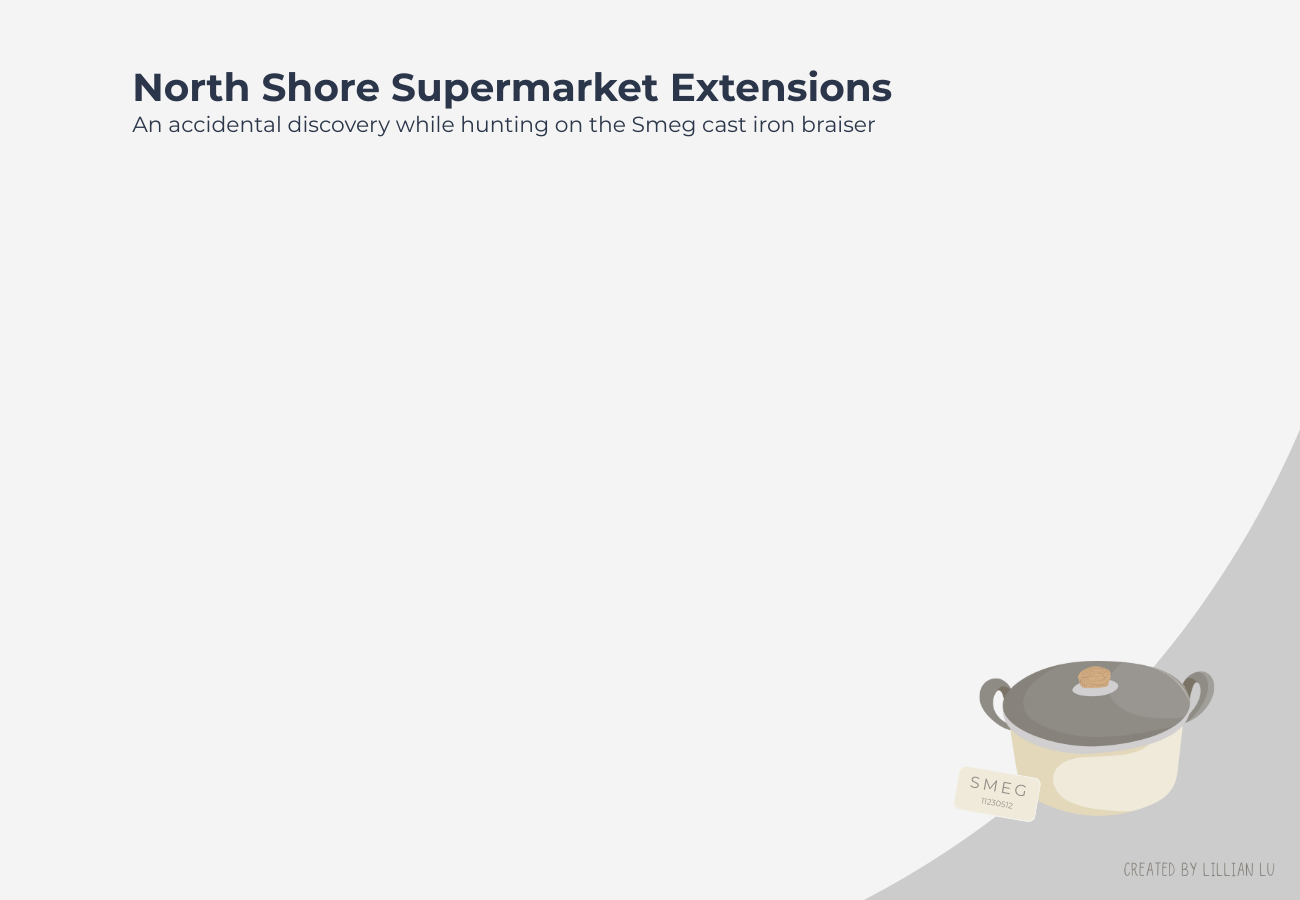 North Shore Supermarket Extensions
An accidental discovery while hunting on the Smeg cast iron braiser
SMEG
11230512
CREATED BY LILLIAN LU